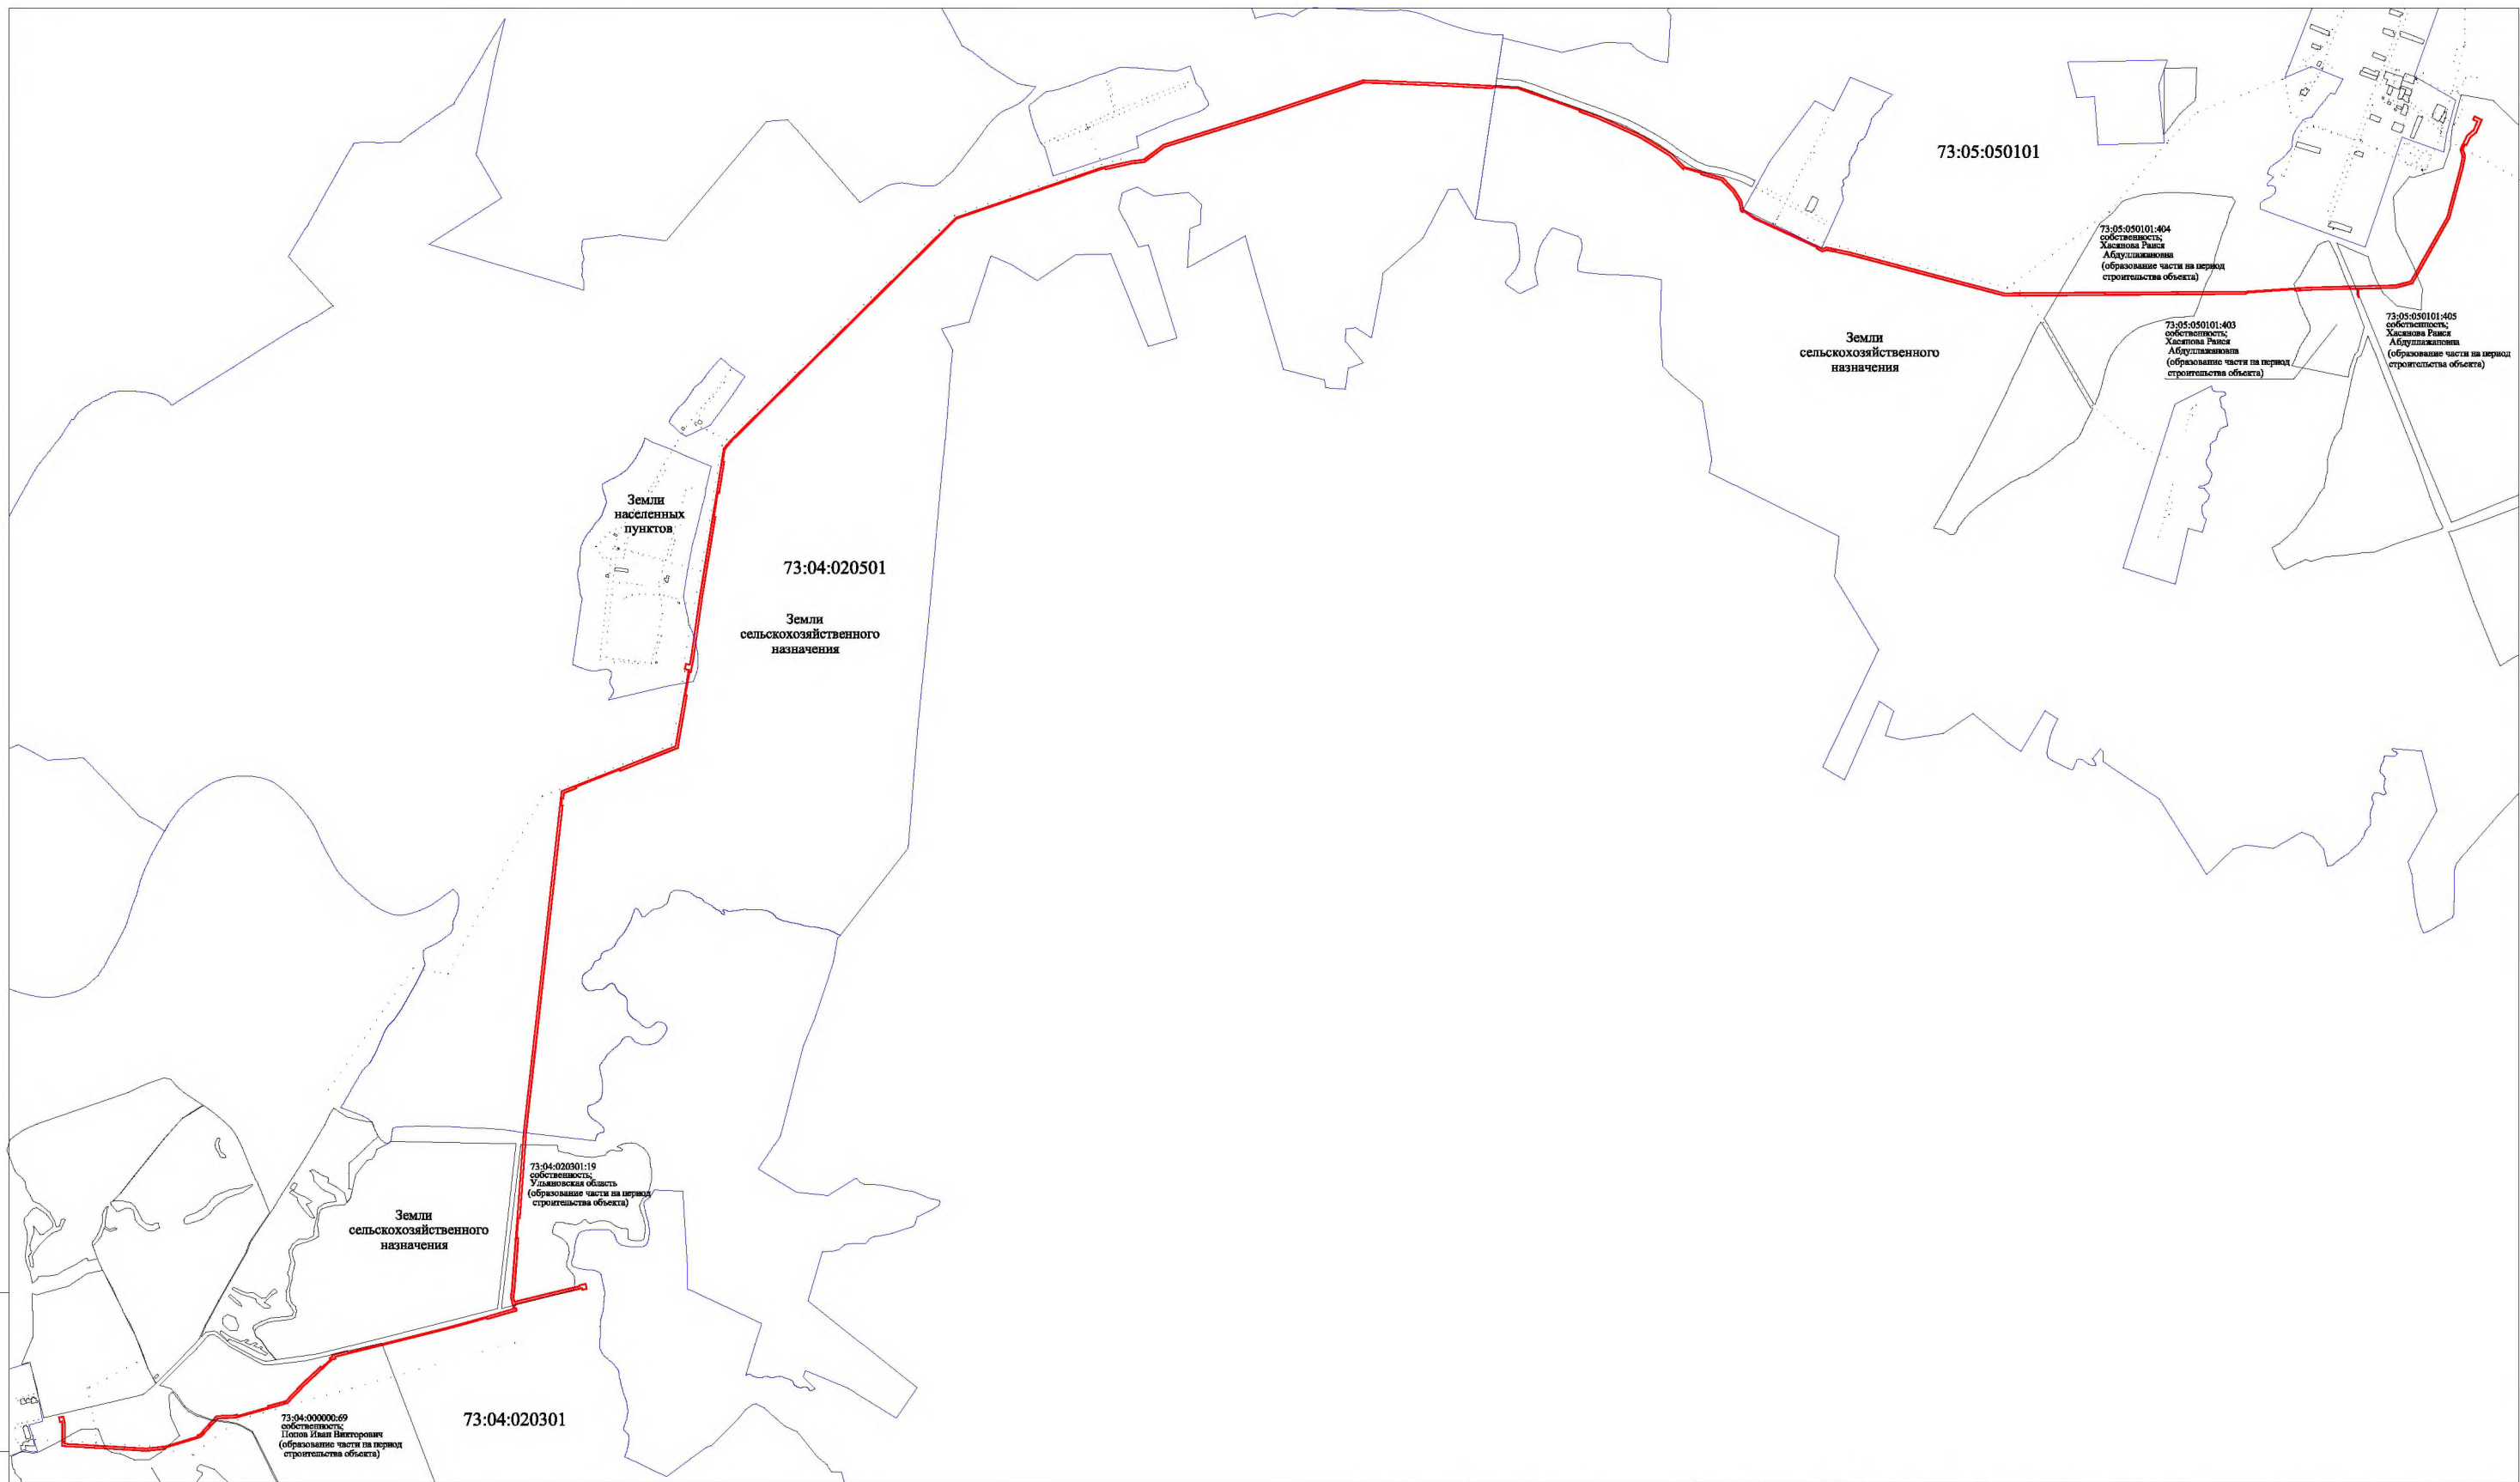 73:05:050101
73:05:050101:404
собственность;
Хасянова Раися
Абдуллажановна
(образование части на период
строительства объекта)
73:05:050101:403
собственность;
Хасянова Раися
Абдуллажановна
(образование части на период
строительства объекта)
73:05:050101:405
собственность;
Хасянова Раися
Абдуллажановна
(образование части на период
строительства объекта)
Земли
сельскохозяйственного
назначения
Земли
населенных
пунктов
73:04:020501
Земли
сельскохозяйственного
назначения
73:04:020301:19
собственность;
Ульяновская область
(образование части на период
строительства объекта)
Земли
сельскохозяйственного
назначения
73:04:000000:69
собственность;
Попов Иван Викторович
(образование части на период
строительства объекта)
73:04:020301